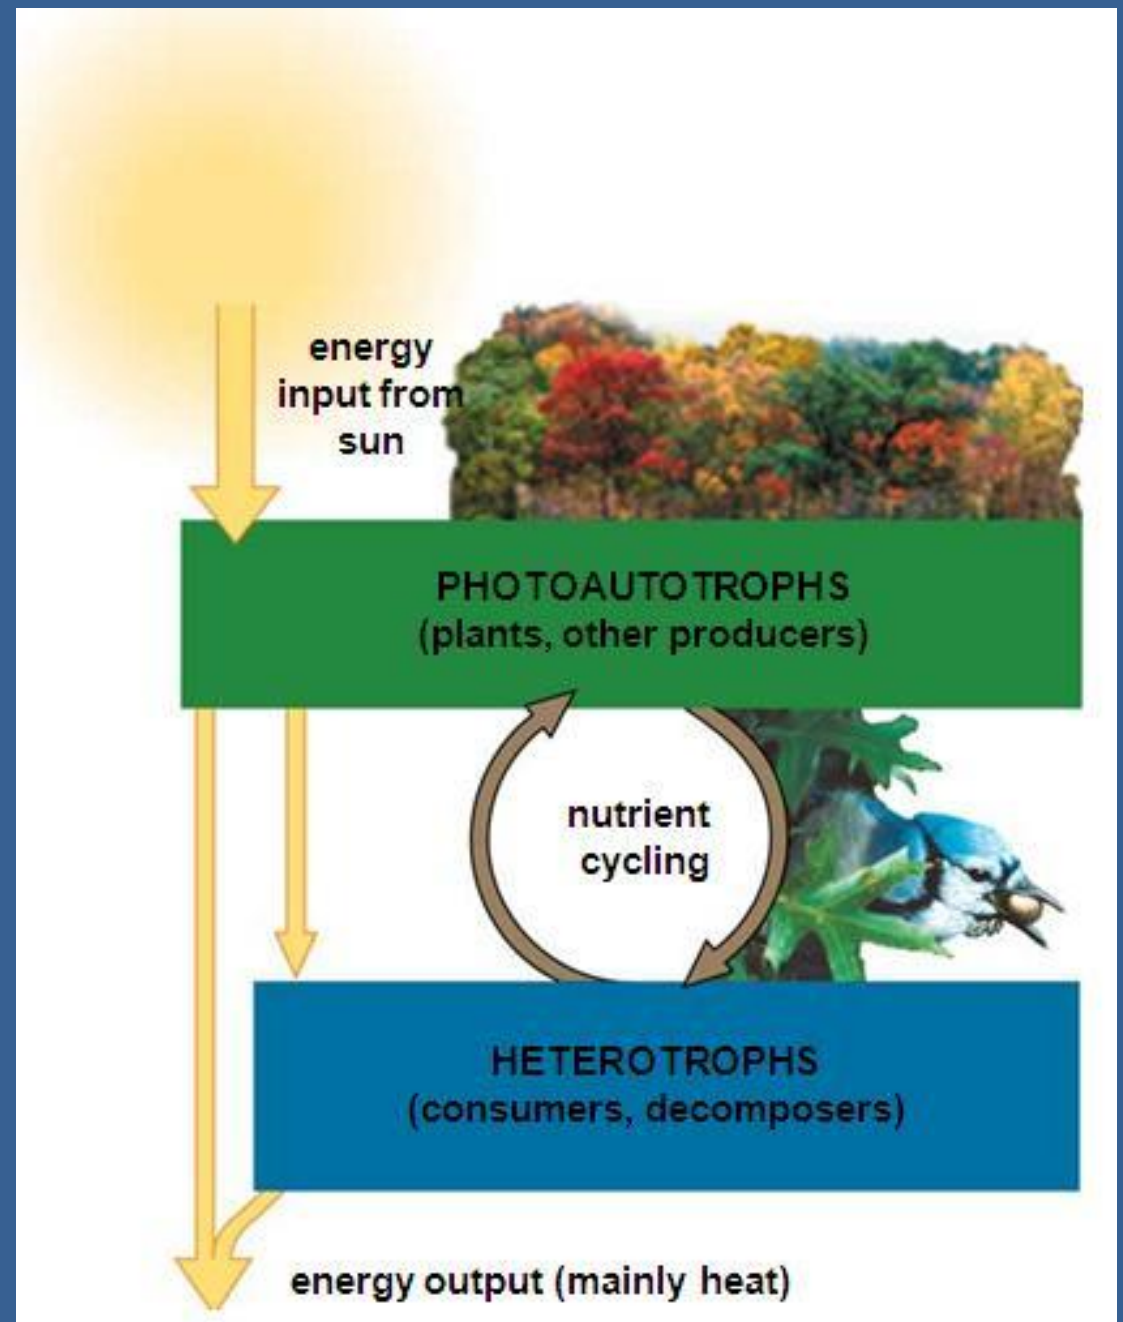 energy
input from
sun
PHOTOAUTOTROPHS
(plants, other producers)
nutrient
cycling
HETEROTROPHS
(consumers, decomposers)
energy output (mainly heat)